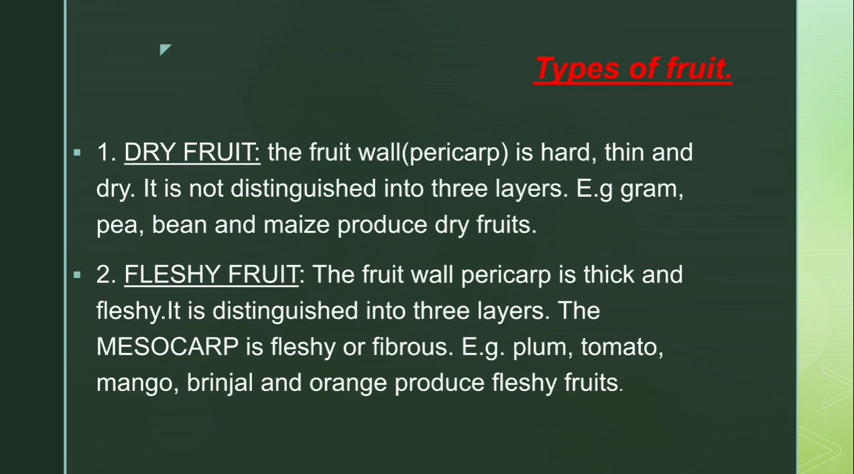 Types of fruit.
▪ 1. DRY FRUIT: the fruit wall(pericarp) is hard, thin and
dry. It is not distinguished into three layers. E.g gram,
pea, bean and maize produce dry fruits.
▪ 2. FLESHY FRUIT: The fruit wall pericarp is thick and
fleshy.It is distinguished into three layers. The
MESOCARP is fleshy or fibrous. E.g. plum, tomato,
mango, brinjal and orange produce fleshy fruits.